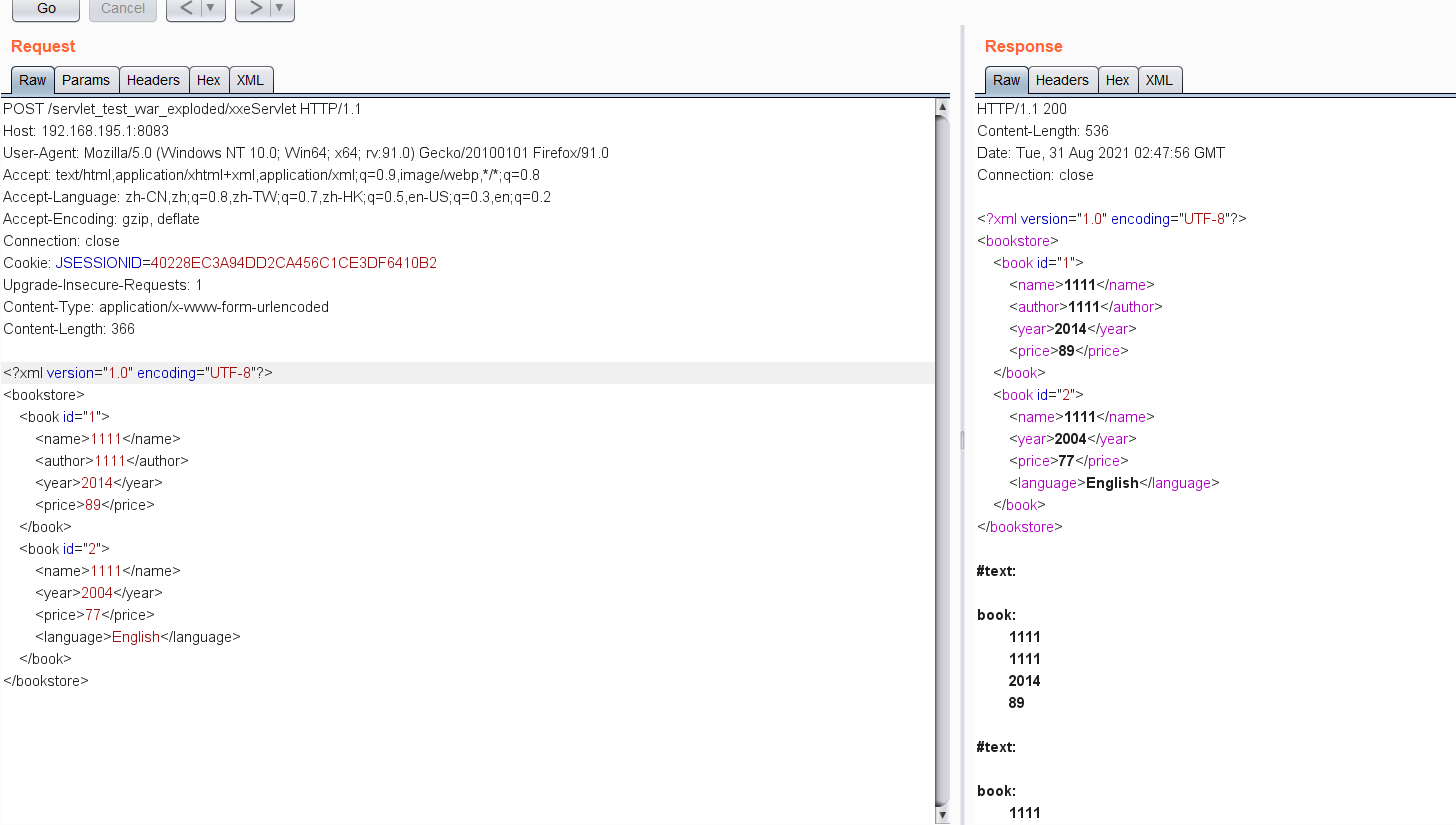 Go Cancel < ▼ > ▼
Request
Raw Params Headers Hex XML
POST /servlet_test_war_exploded/xxeServlet HTTP/1.1
Host: 192.168.195.1:8083
User-Agent: Mozilla/5.0 (Windows NT 10.0; Win64; x64; rv:91.0) Gecko/20100101 Firefox/91.0
Accept: text/html,application/xhtml+xml,application/xml;q=0.9,image/webp,*/*;q=0.8
Accept-Language: zh-CN,zh;q=0.8,zh-TW;q=0.7,zh-HK;q=0.5,en-US;q=0.3,en;q=0.2
Accept-Encoding: gzip, deflate
Connection: close
Cookie: JSESSIONID=40228EC3A94DD2CA456C1CE3DF6410B2
Upgrade-Insecure-Requests: 1
Content-Type: application/x-www-form-urlencoded
Content-Length: 366

<?xml version="1.0" encoding="UTF-8"?>
<bookstore>
    <book id="1">
        <name>1111</name>
        <author>1111</author>
        <year>2014</year>
        <price>89</price>
    </book>
    <book id="2">
        <name>1111</name>
        <year>2004</year>
        <price>77</price>
        <language>English</language>
    </book>
</bookstore>
Response
Raw Headers Hex XML
HTTP/1.1 200
Content-Length: 536
Date: Tue, 31 Aug 2021 02:47:56 GMT
Connection: close

<?xml version="1.0" encoding="UTF-8"?>
<bookstore>
    <book id="1">
        <name>1111</name>
        <author>1111</author>
        <year>2014</year>
        <price>89</price>
    </book>
    <book id="2">
        <name>1111</name>
        <year>2004</year>
        <price>77</price>
        <language>English</language>
    </book>
</bookstore>

#text:

book:
        1111
        1111
        2014
        89

#text:

book:
        1111